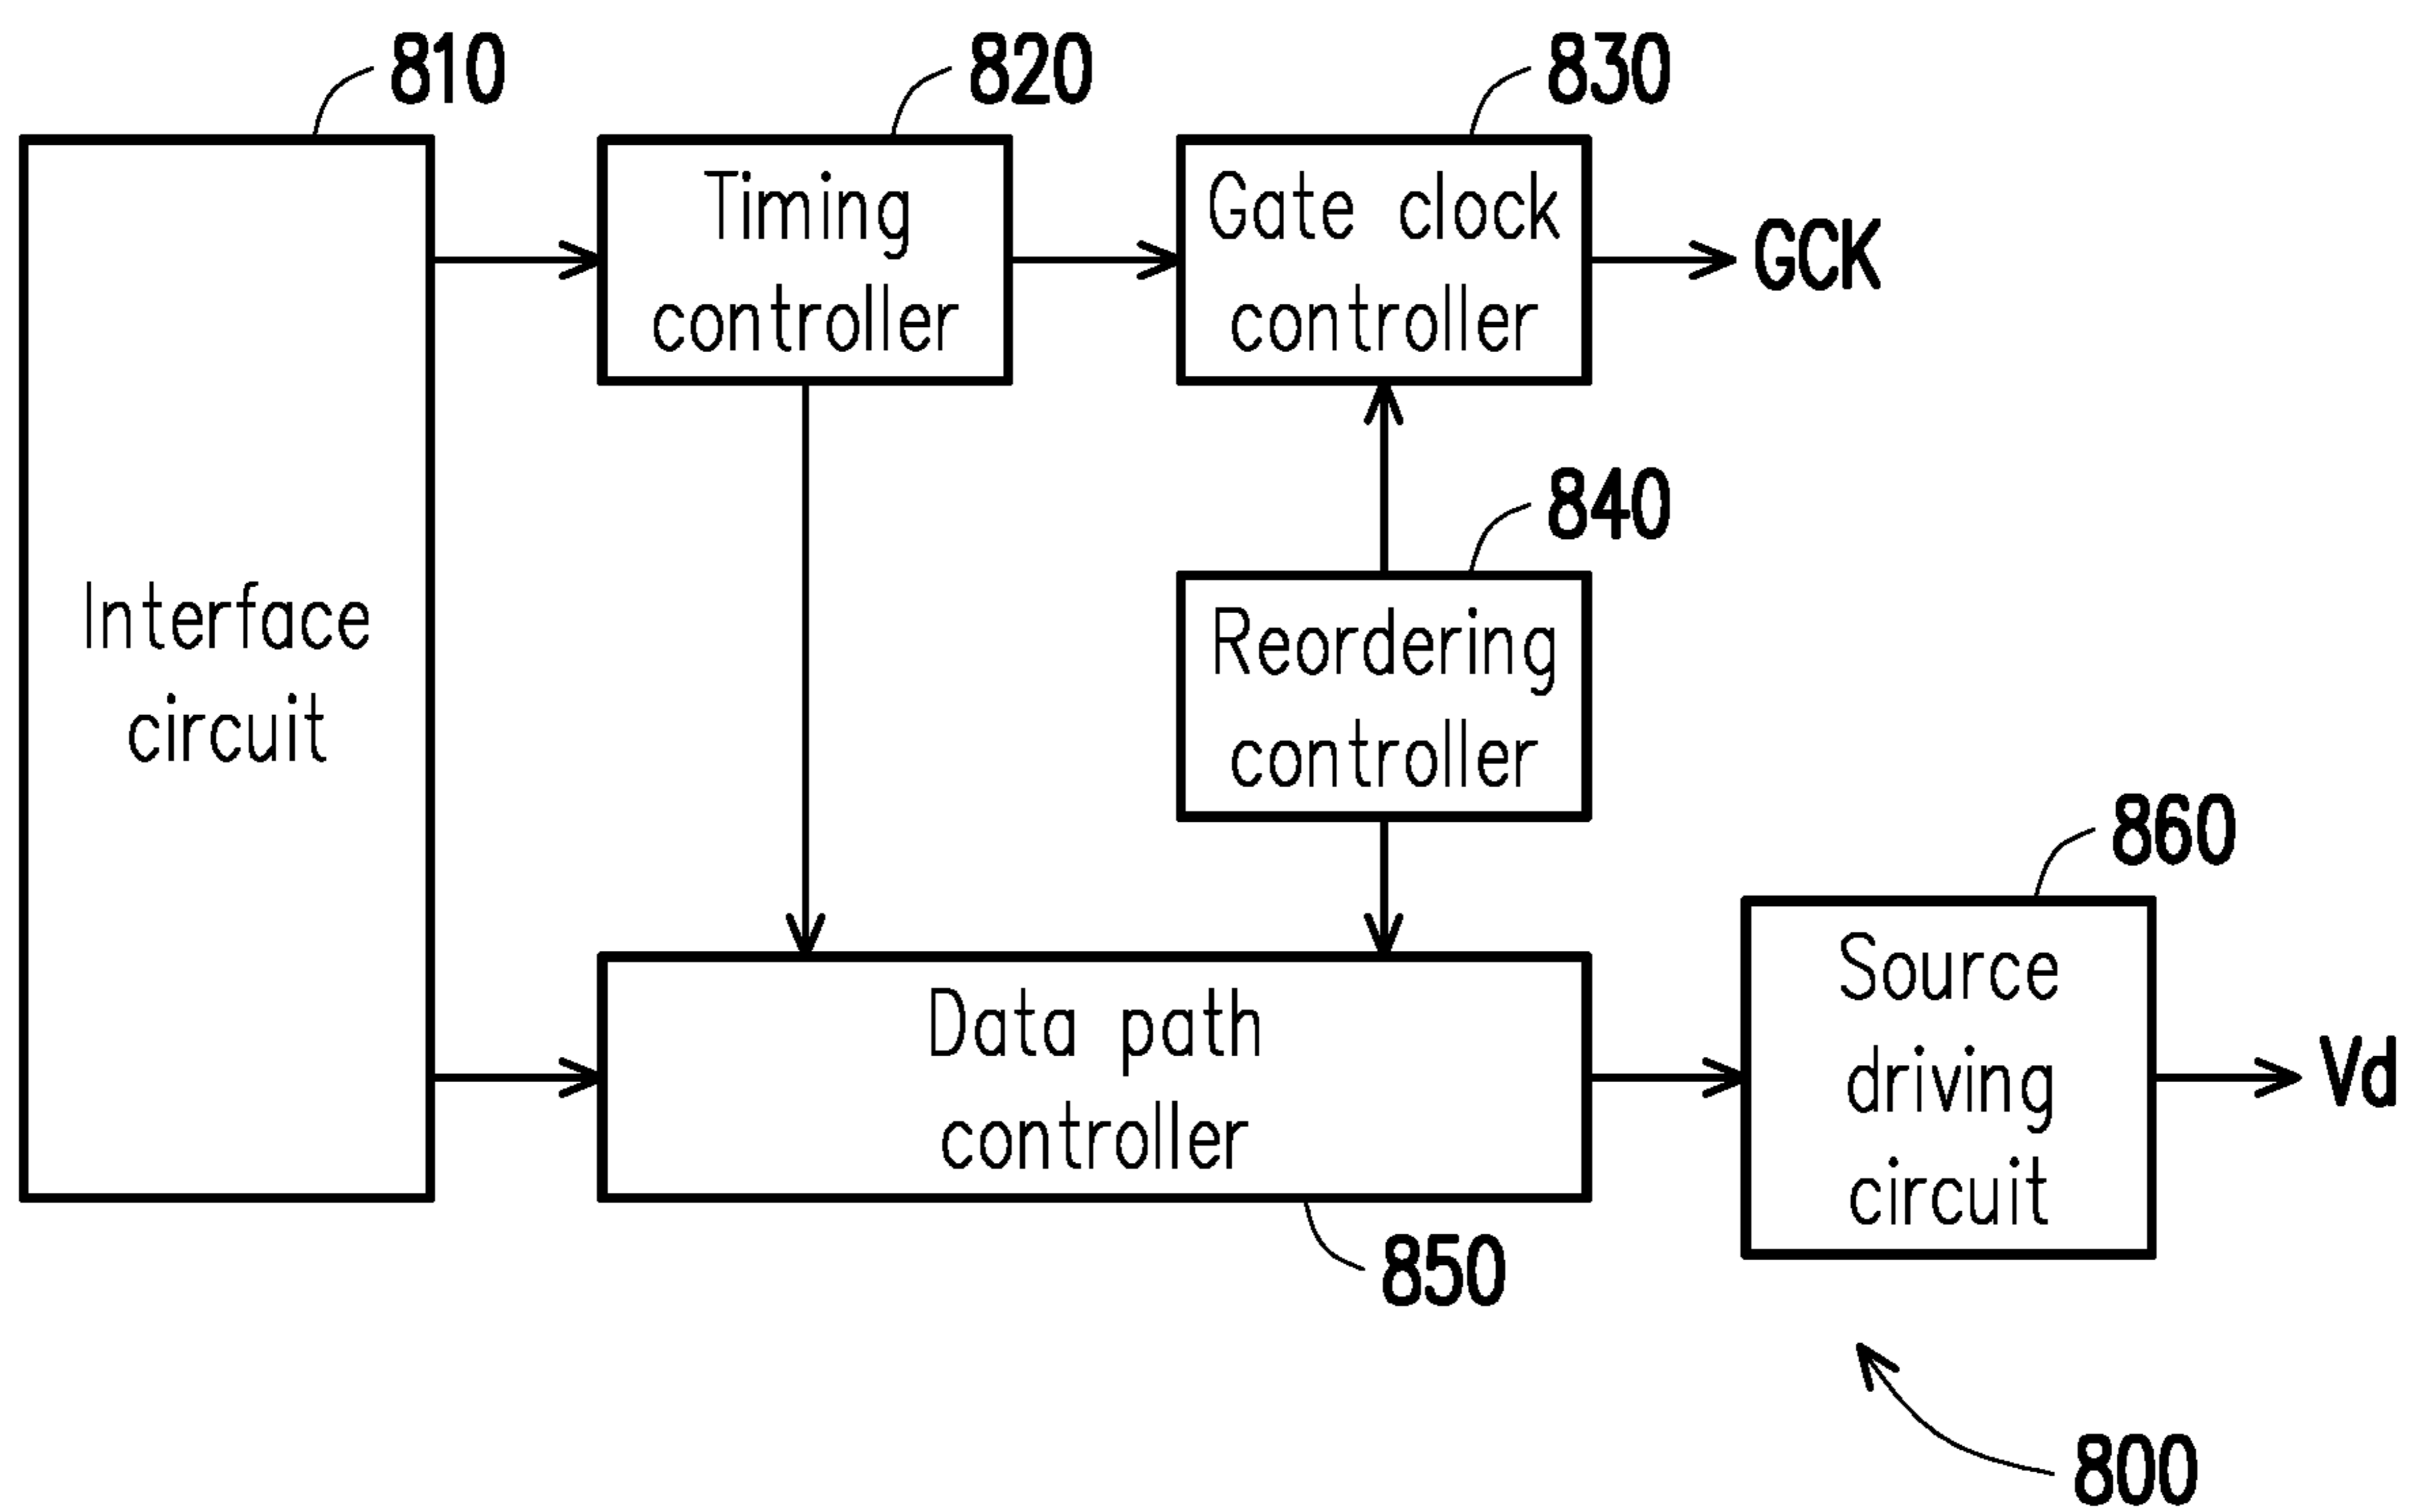 810
820
830
Timing
controller
Gate clock
controller
GCK
840
Interface
circuit
Reordering
controller
860
Data path
controller
Source
driving
circuit
Vd
850
800